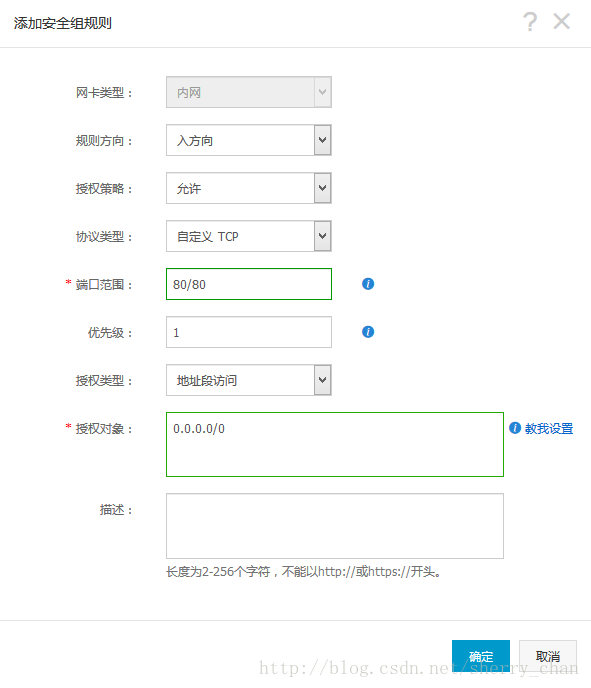 添加安全组规则
网卡类型： 内网
规则方向： 入方向
授权策略： 允许
协议类型： 自定义 TCP
* 端口范围： 80/80
优先级： 1
授权类型： 地址段访问
* 授权对象： 0.0.0.0/0 教我设置
描述：
长度为2-256个字符，不能以http://或https://开头。
确定 取消
http://blog.csdn.net/sherry_chan